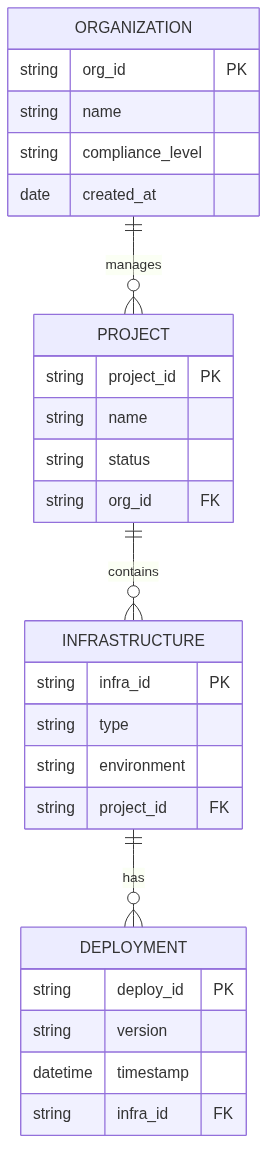 ORGANIZATION
string org_id PK
string name
string compliance_level
date created_at
manages
PROJECT
string project_id PK
string name
string status
string org_id FK
contains
INFRASTRUCTURE
string infra_id PK
string type
string environment
string project_id FK
has
DEPLOYMENT
string deploy_id PK
string version
datetime timestamp
string infra_id FK